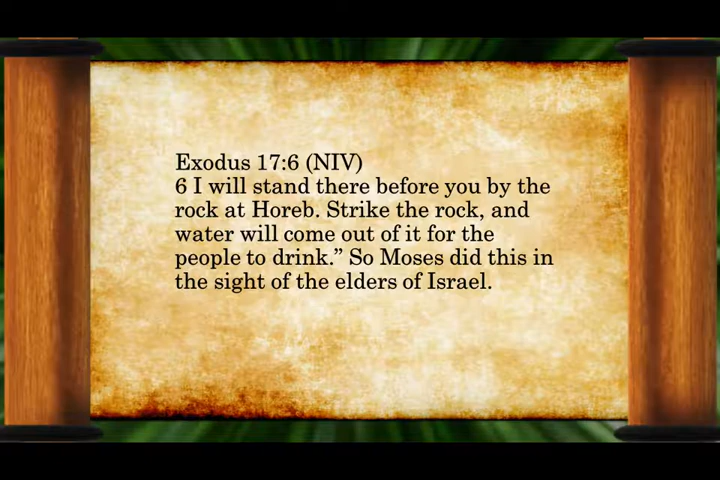 Exodus 17:6 (NIV)
6 I will stand there before you by the
rock at Horeb. Strike the rock, and
water will come out of it for the
people to drink.” So Moses did this in
the sight of the elders of Israel.